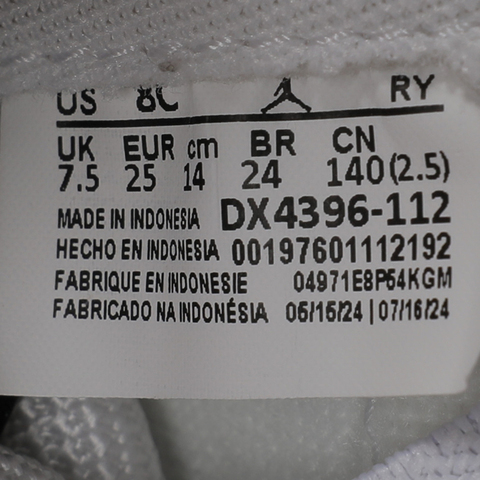 US 8C RY
UK EUR cm BR CN
7.5 25 14 24 140(2.5)
MADE IN INDONESIA DX4396-112
HECHO EN INDONESIA 00197601112192
FABRIQUE EN INDONESIE 04971E8P54KGM
FABRICADO NA INDONÉSIA 05/15/24 | 07/16/24